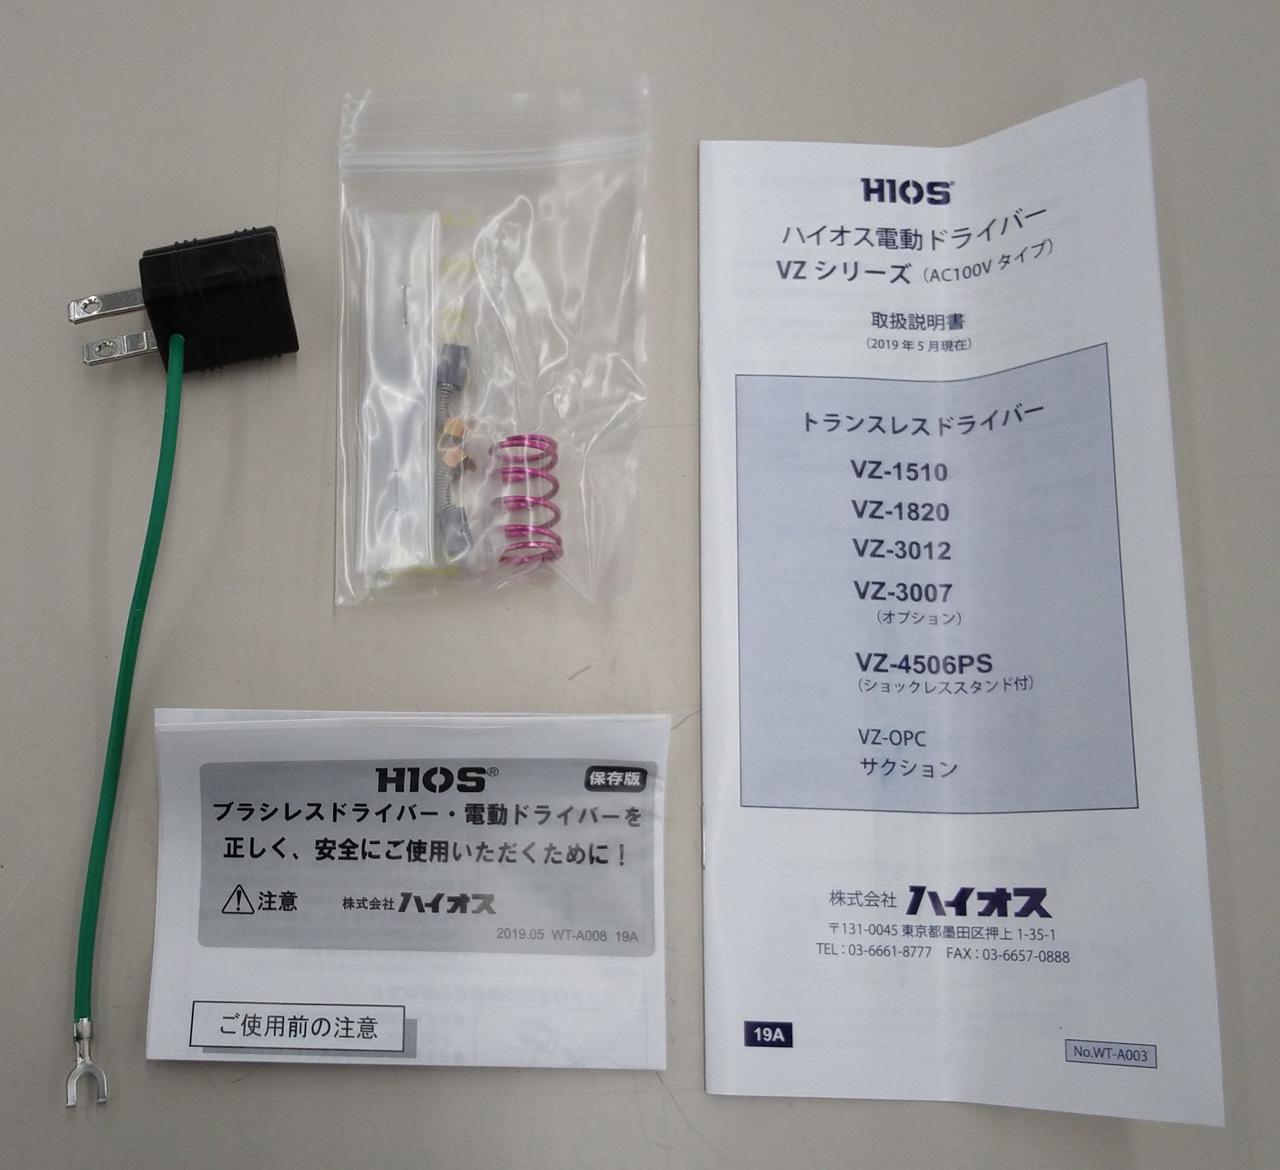 HIOS®
ハイオス電動ドライバー
VZ シリーズ（AC100V タイプ）
取扱説明書
（2019 年 5 月現在）
トランスレスドライバー
VZ-1510
VZ-1820
VZ-3012
VZ-3007
（オプション）
VZ-4506PS
（ショックレススタンド付）
VZ-OPC
サクション
株式会社 ハイオス
〒131-0045 東京都墨田区押上 1-35-1
TEL：03-6661-8777　FAX：03-6657-0888
19A
No.WT-A003
HIOS®
保存版
ブラシレスドライバー・電動ドライバーを
正しく、安全にご使用いただくために！
注意　株式会社ハイオス
2019.05 WT-A008 19A
ご使用前の注意